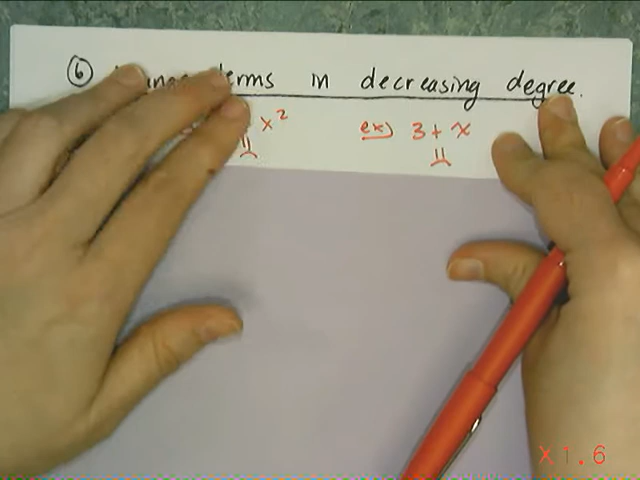 ⑥ terms in decreasing degree.
x² ex) 3 + x
X1.6